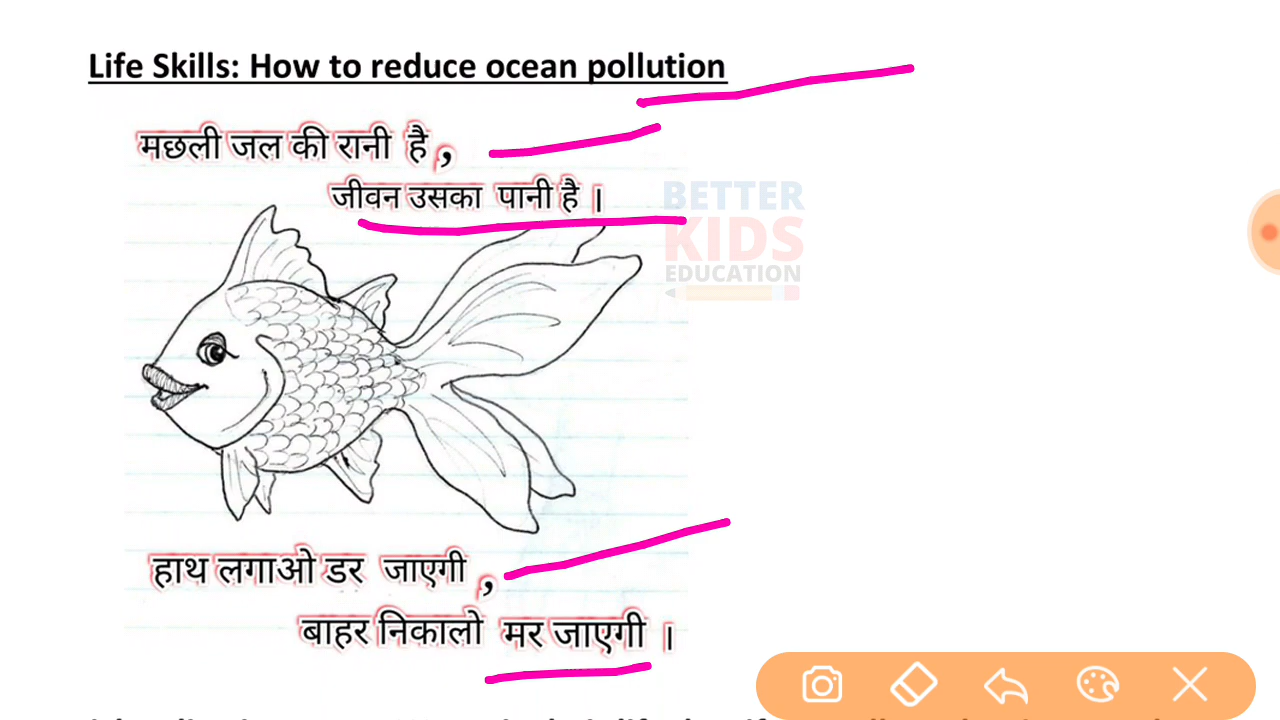 Life Skills: How to reduce ocean pollution
मछली जल की रानी है,
जीवन उसका पानी है।
BETTER
KIDS
EDUCATION
हाथ लगाओ डर जाएगी,
बाहर निकालो मर जाएगी।